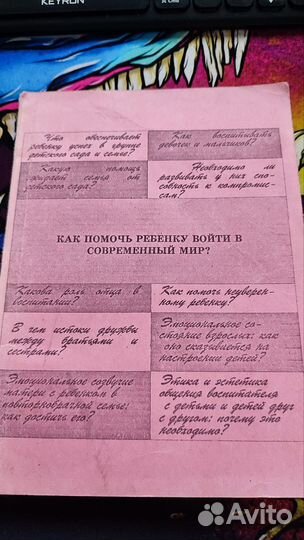 KEYRON
Что обеспечивает
ребенку успех в группе
детского сада и семье?
Как воспитывать
девочек и мальчиков?
Какую помощь
ожидает семья от
детского сада?
Необходимо ли
развивать у них спо-
собность к компромис-
сам?
КАК ПОМОЧЬ РЕБЕНКУ ВОЙТИ В
СОВРЕМЕННЫЙ МИР?
Какова роль отца в
воспитании?
Как помочь неуверен-
ному ребенку?
В чем истоки дружбы
между братьями и
сестрами?
Эмоциональное со-
стояние взрослых: как
оно сказывается на
настроении детей?
Эмоциональное созвучие
матери с ребенком в
повторнобрачной семье:
как достичь его?
Этика и эстетика
общения воспитателя
с детьми и детей друг
с другом: почему это
необходимо?
Avito